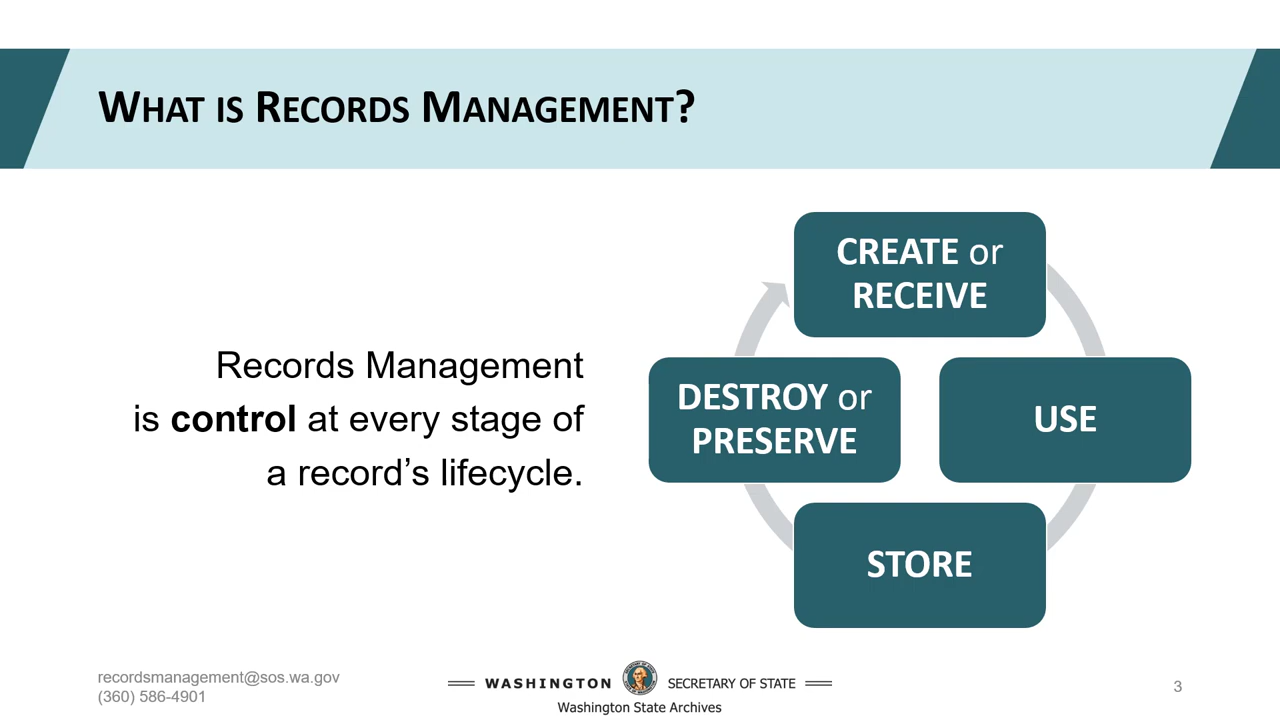 WHAT IS RECORDS MANAGEMENT?
Records Management
is control at every stage of
a record’s lifecycle.
CREATE or
RECEIVE
USE
STORE
DESTROY or
PRESERVE
recordsmanagement@sos.wa.gov
(360) 586-4901
WASHINGTON SECRETARY OF STATE
Washington State Archives
3